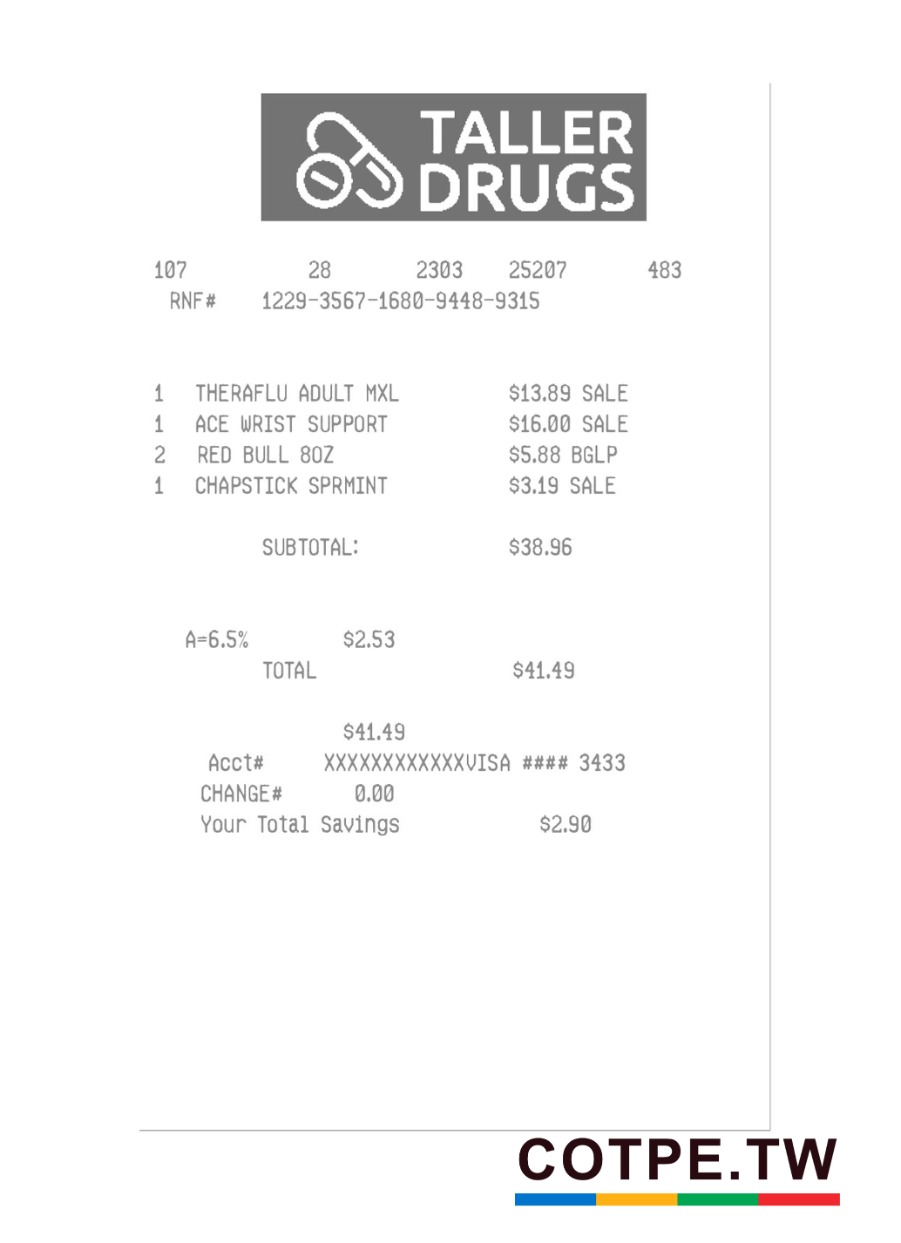 TALLER
DRUGS
107 28 2303 25207 483
RNF# 1229-3567-1680-9448-9315
1 THERAFLU ADULT MXL $13.89 SALE
1 ACE WRIST SUPPORT $16.00 SALE
2 RED BULL 8OZ $5.88 BGLP
1 CHAPSTICK SPRMINT $3.19 SALE
SUBTOTAL: $38.96
A=6.5% $2.53
TOTAL $41.49
$41.49
Acct# XXXXXXXXXXXXVISA #### 3433
CHANGE# 0.00
Your Total Savings $2.90
COTPE.TW